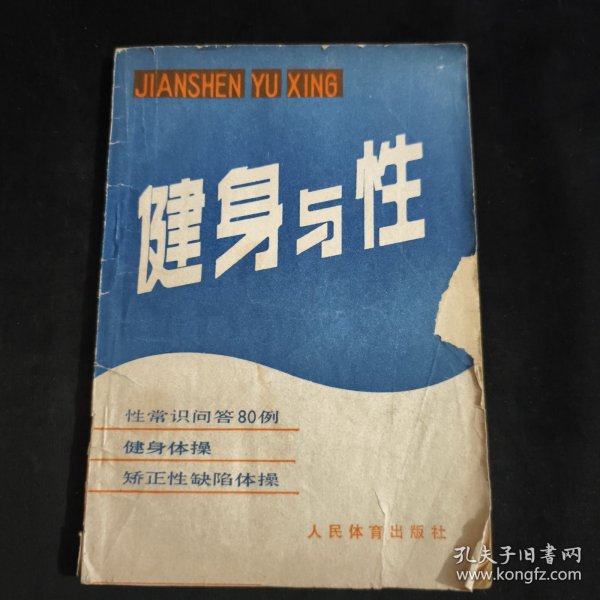 JIANSHEN YU XING
健身与性
性常识问答80例
健身体操
矫正性缺陷体操
人民体育出版社
孔夫子旧书网
www.kongfz.com